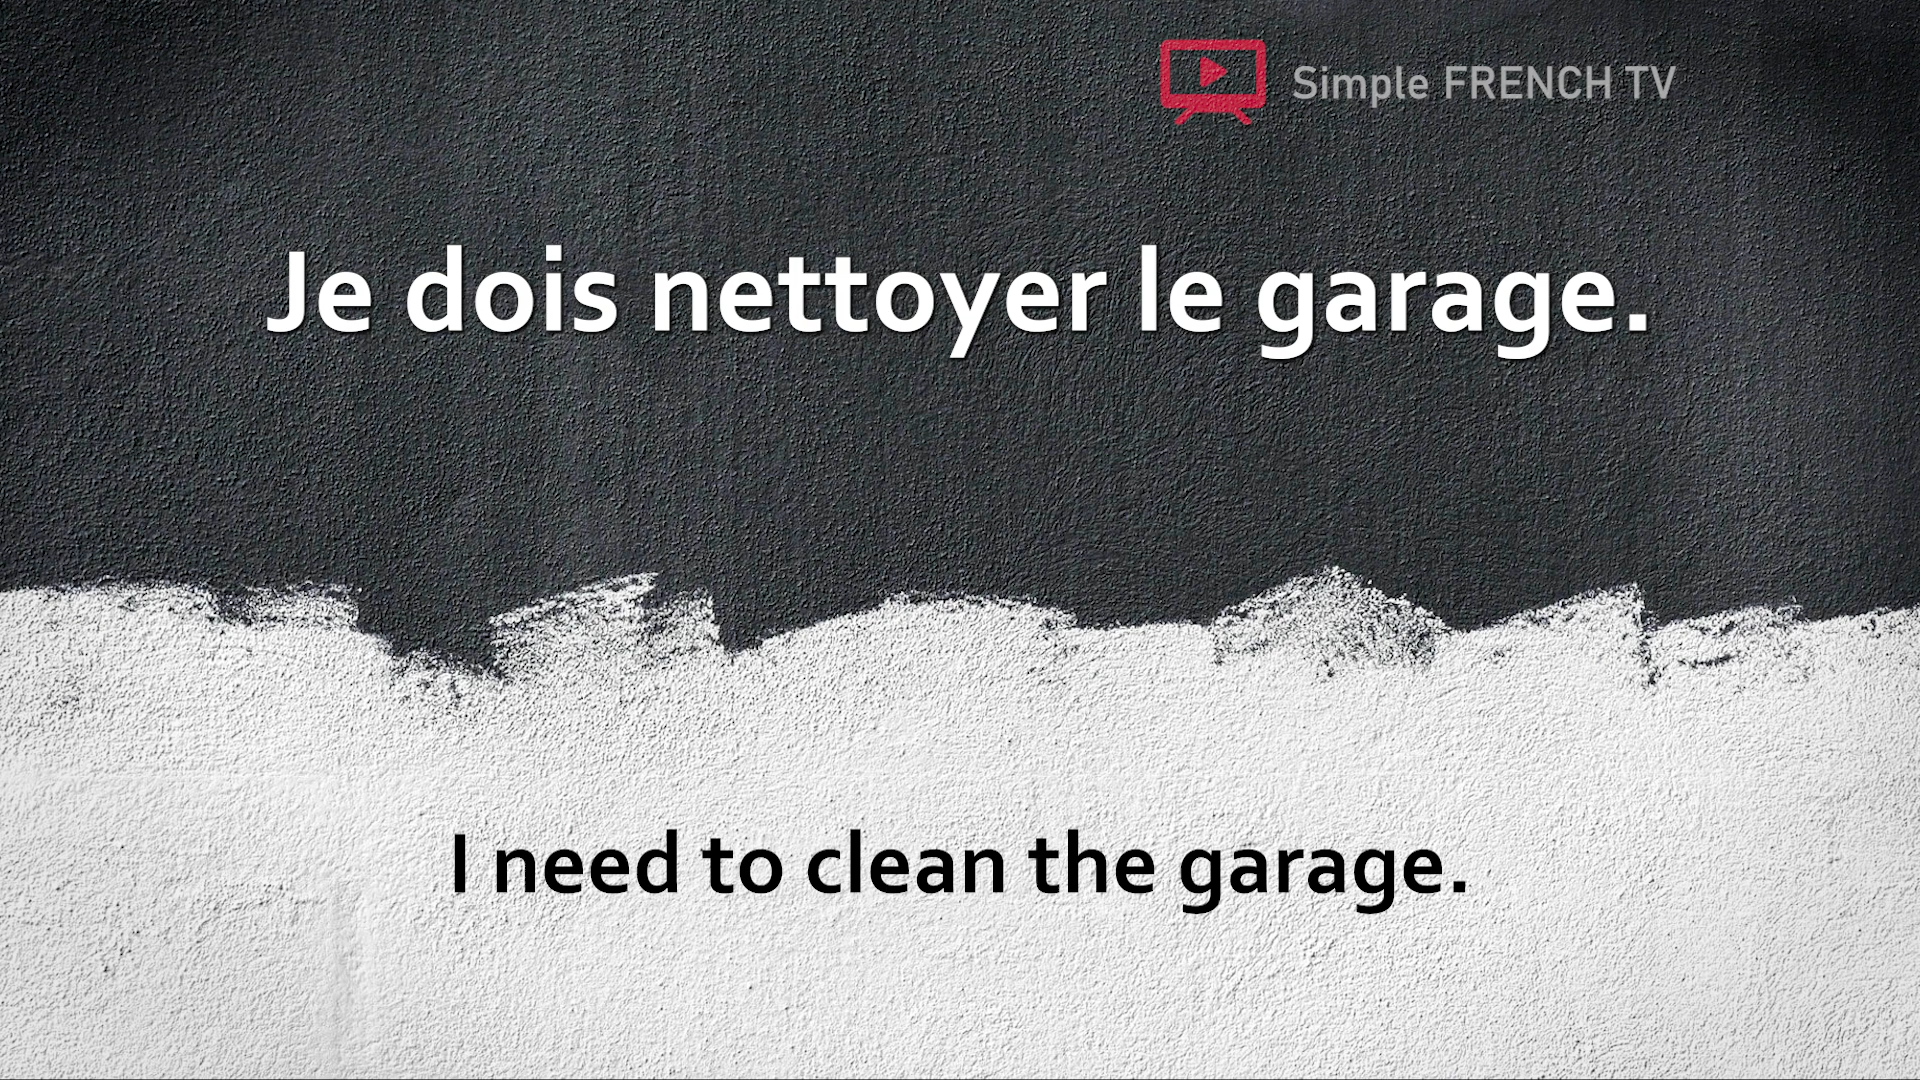 Simple FRENCH TV
Je dois nettoyer le garage.
I need to clean the garage.